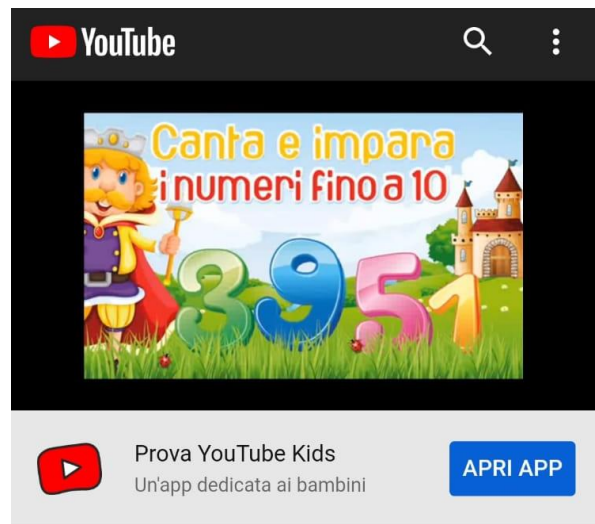 YouTube
Canta e impara
i numeri fino a 10
3951
Prova YouTube Kids
Un'app dedicata ai bambini
APRI APP